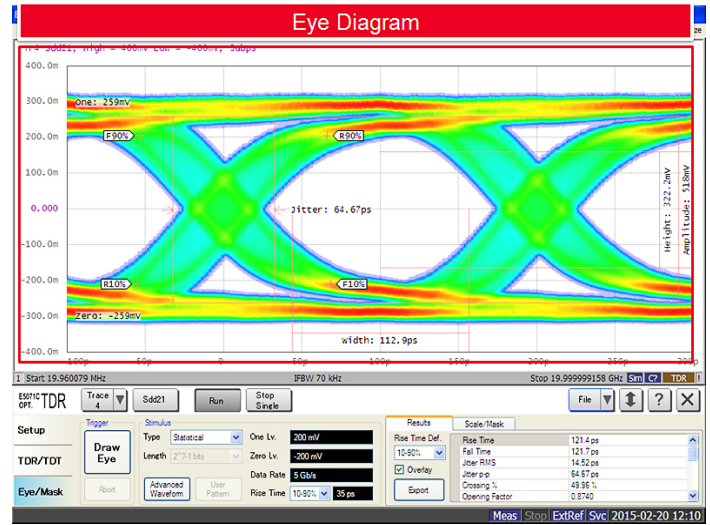 Eye Diagram
Tr4 Sdd21, High = 400mV Low = -400mV, 5Gbps
400.0m
300.0m
One: 259mV
F90%
R90%
200.0m
100.0m
0.000
Jitter: 64.67ps
Height: 322.2mV
Amplitude: 518mV
-100.0m
-200.0m
R10%
F10%
-300.0m
Zero: -259mV
Width: 112.9ps
-400.0m
100p 50p 0 50p 100p 150p 200p 250p 300p
1 Start 19.960079 MHz IFBW 70 kHz Stop 19.999999158 GHz Sm C? TDR !
E5071C OPT. TDR Trace 4 Sdd21 Run Stop Single File ? X
Setup
TDR/TDT
Eye/Mask
Trigger
Draw Eye
Abort
Stimulus
Type Statistical One Lv. 200 mV
Length 2^7-1 bits Zero Lv. -200 mV
Data Rate 5 Gb/s
Advanced Waveform User Pattern Rise Time 10-90% 35 ps
Results Scale/Mask
Rise Time Def.
10-90%
Overlay
Export
Rise Time 121.4 ps
Fall Time 121.7 ps
Jitter RMS 14.52 ps
Jitter p-p 64.67 ps
Crossing % 49.96 %
Opening Factor 0.8740
Meas Stop ExtRef Svc 2015-02-20 12:10